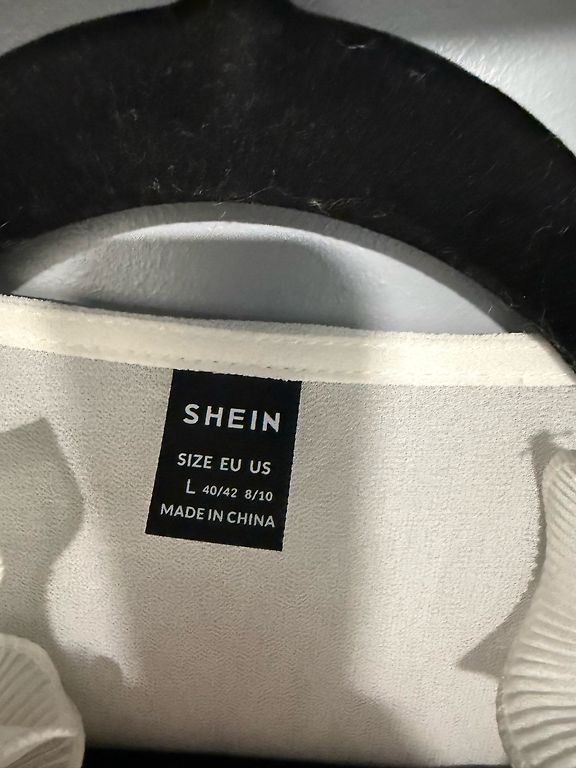 SHEIN
SIZE EU US
L 40/42 8/10
MADE IN CHINA